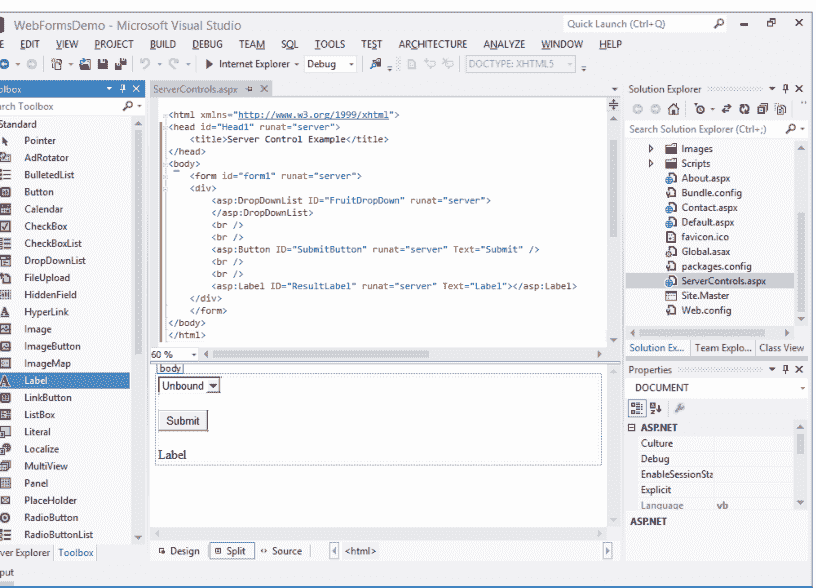 WebFormsDemo - Microsoft Visual Studio
Quick Launch (Ctrl+Q)
E EDIT VIEW PROJECT BUILD DEBUG TEAM SQL TOOLS TEST ARCHITECTURE ANALYZE WINDOW HELP
Internet Explorer Debug DOCTYPE: XHTML5
olbox
arch Toolbox
Standard
Pointer
AdRotator
BulletedList
Button
Calendar
CheckBox
CheckBoxList
DropDownList
FileUpload
HiddenField
HyperLink
Image
ImageButton
ImageMap
Label
LinkButton
ListBox
Literal
Localize
MultiView
Panel
PlaceHolder
RadioButton
RadioButtonList
ver Explorer Toolbox
put
ServerControls.aspx
<html xmlns="http://www.w3.org/1999/xhtml">
<head id="Head1" runat="server">
<title>Server Control Example</title>
</head>
<body>
<form id="form1" runat="server">
<div>
<asp:DropDownList ID="FruitDropDown" runat="server">
</asp:DropDownList>
<br />
<br />
<asp:Button ID="SubmitButton" runat="server" Text="Submit" />
<br />
<br />
<asp:Label ID="ResultLabel" runat="server" Text="Label"></asp:Label>
</div>
</form>
</body>
</html>
60 %
body
Unbound
Submit
Label
Design Split Source <html>
Solution Explorer
Search Solution Explorer (Ctrl+;)
Images
Scripts
About.aspx
Bundle.config
Contact.aspx
Default.aspx
favicon.ico
Global.asax
packages.config
ServerControls.aspx
Site.Master
Web.config
Solution Ex... Team Explo... Class View
Properties
DOCUMENT
ASP.NET
Culture
Debug
EnableSessionSta
Explicit
Language vb
ASP.NET